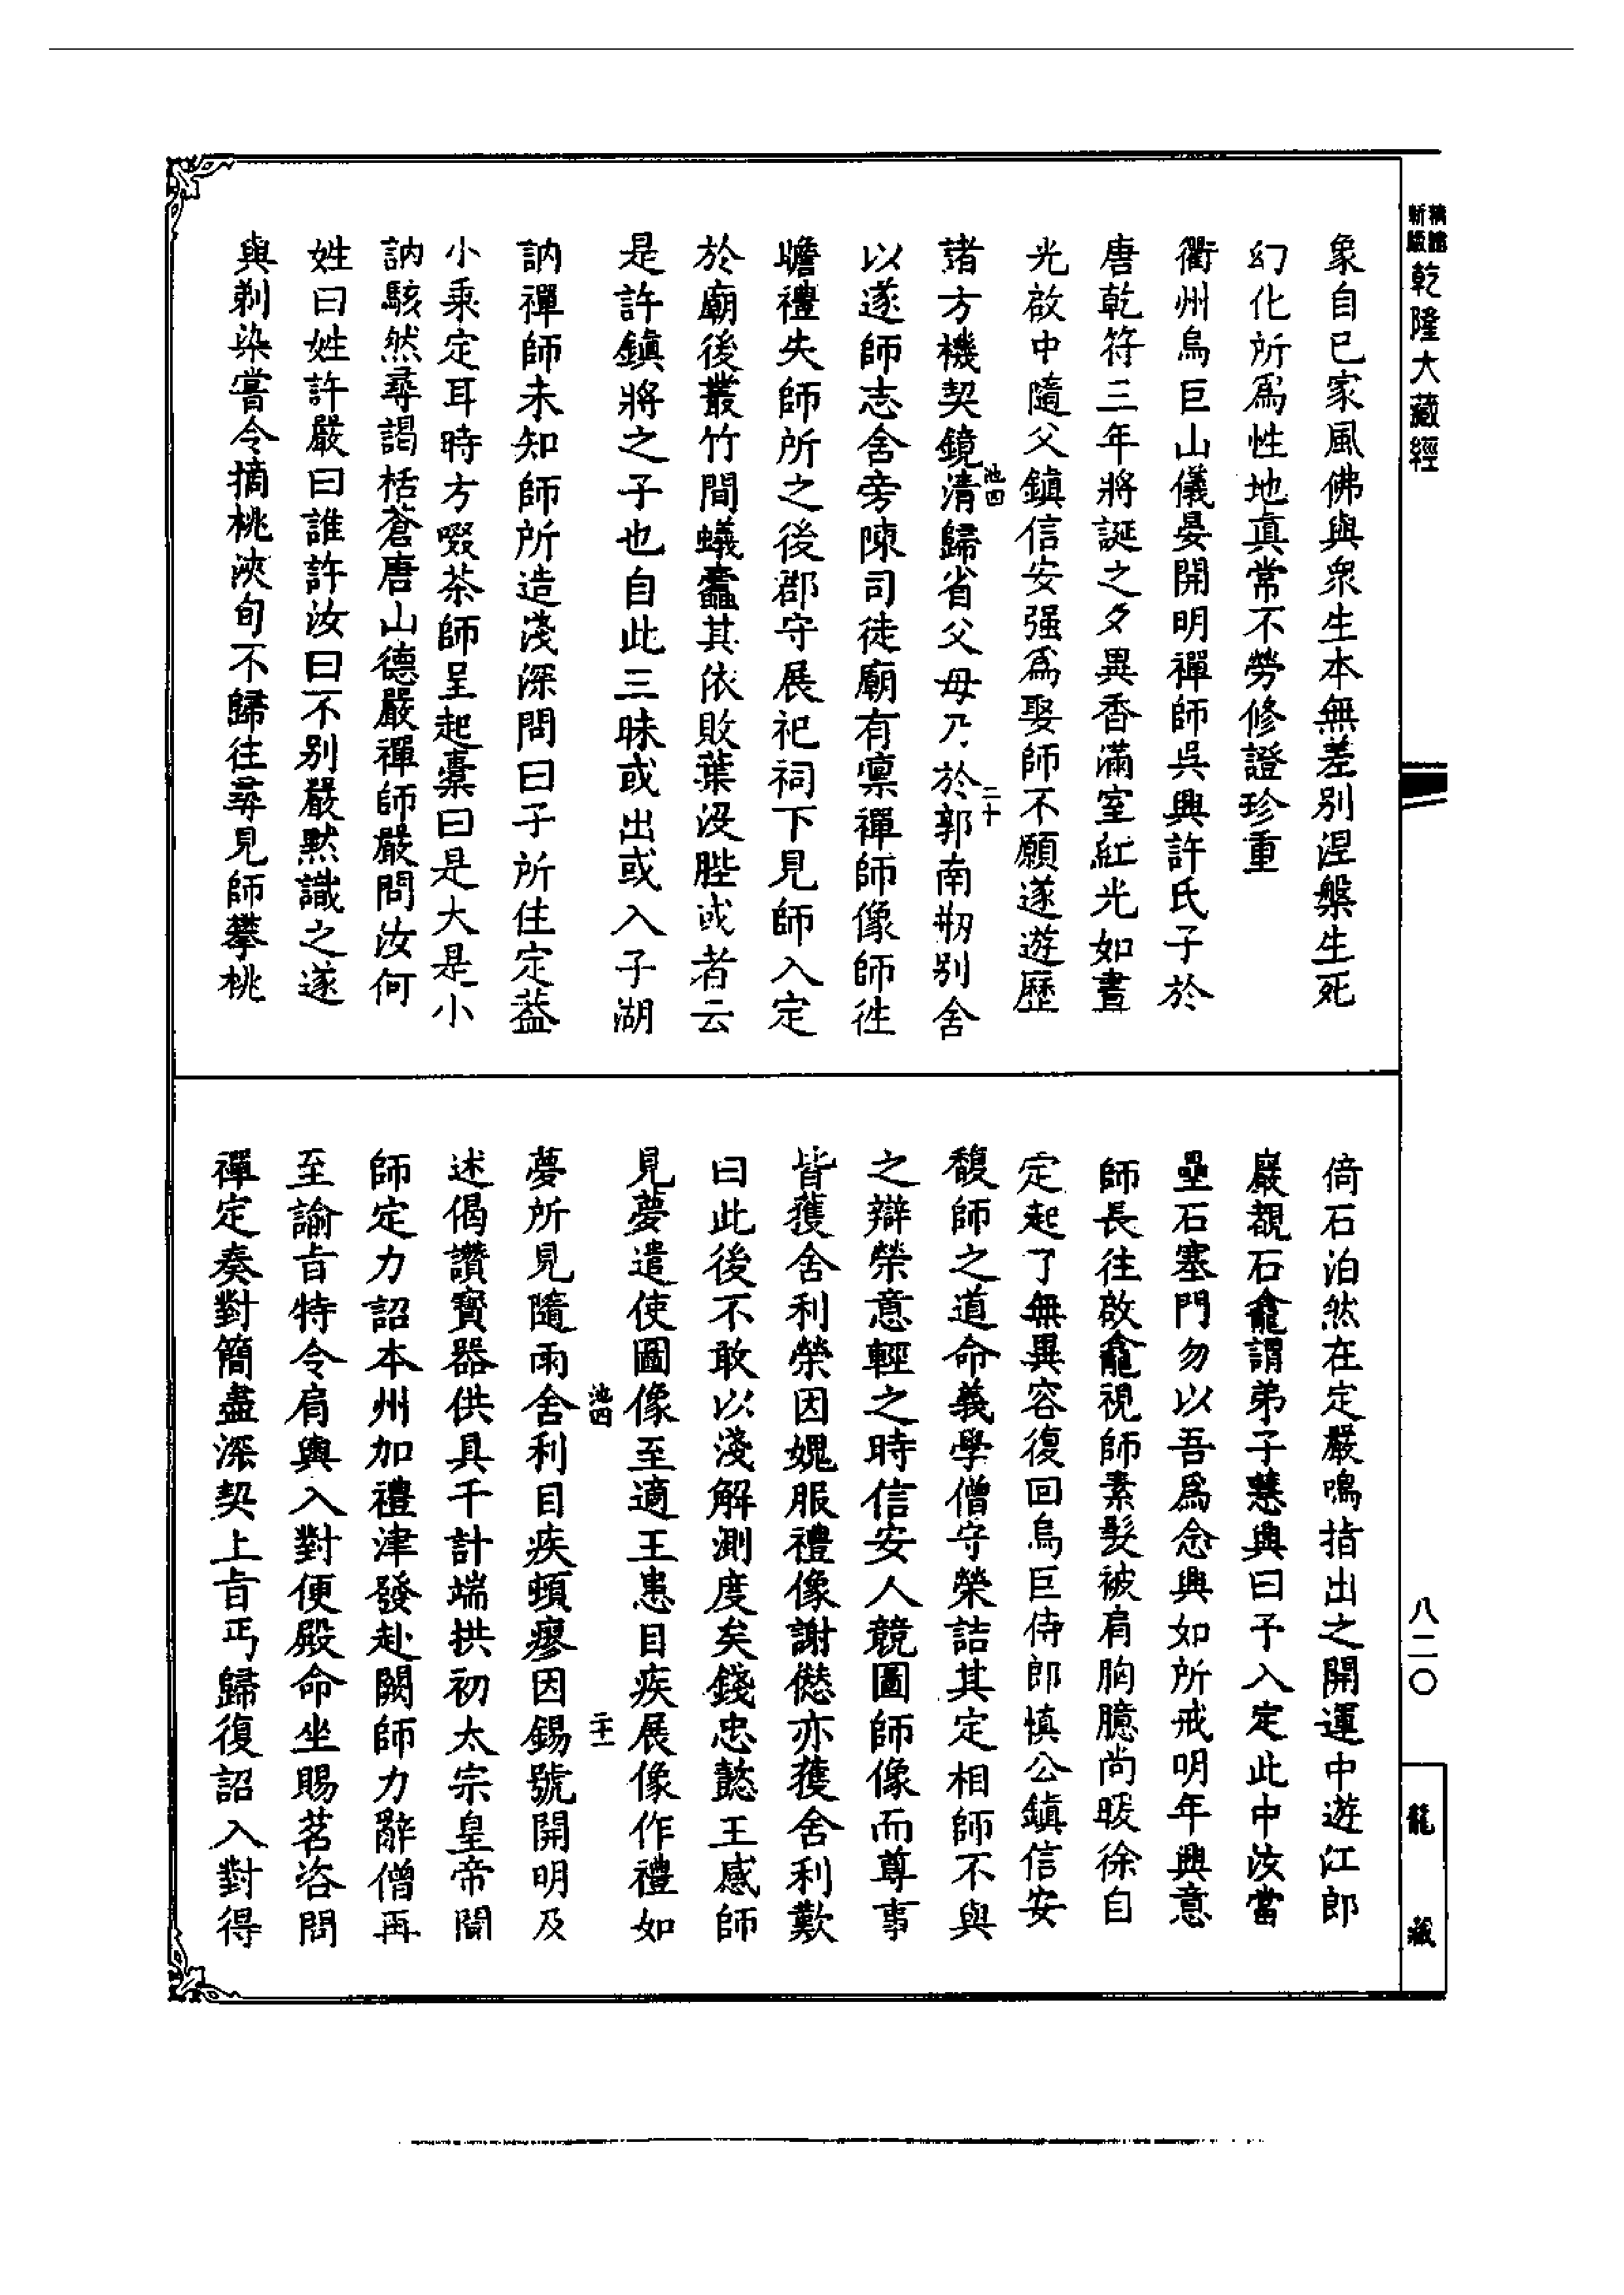 乾隆大藏經
象自已家風佛與衆生本無差別涅槃生死
幻化所爲性地真常不勞修證珍重
衢州烏巨山儀晏開明禪師吳興許氏子於
唐乾符三年將誕之夕異香滿室紅光如晝
光啟中隨父鎮信安强爲娶師不願遂遊歷
諸方機契鏡清歸省父母乃於郭南剏別舍
池四
二十
以遂師志舍旁陳司徒廟有凛禪師像師徃
瞻禮失師所之後郡守展祀祠下見師入定
於廟後叢竹間蟻蠹其依敗葉沒脞或者云
是許鎮將之子也自此三昧或出或入子湖
訥禪師未知師所造淺深問曰子所住定葢
小乘定耳時方啜茶師呈起槖曰是大是小
訥駭然尋謁栝蒼唐山德嚴禪師嚴問汝何
姓曰姓許嚴曰誰許汝曰不別嚴默識之遂
與剃染嘗令摘桃浹旬不歸往尋見師攀桃
倚石泊然在定嚴鳴指出之開運中遊江郎
巖覩石龕謂弟子慧興曰予入定此中汝當
壘石塞門勿以吾爲念興如所戒明年興意
師長往啟龕視師素髮被肩胸臆尚暖徐自
定起了無異容復回烏巨侍郎慎公鎮信安
馥師之道命義學僧守榮詰其定相師不與
之辯榮意輕之時信安人競圖師像而尊事
皆獲舍利榮因媿服禮像謝愆亦獲舍利歎
曰此後不敢以淺解測度矣錢忠懿王感師
見夢遣使圖像至適王患目疾展像作禮如
池四
二十一
夢所見隨雨舍利目疾頓瘳因錫號開明及
述偈讚寶器供具千計端拱初太宗皇帝聞
師定力詔本州加禮津發赴闕師力辭僧再
至諭旨特令肩輿入對便殿命坐賜茗咨問
禪定奏對簡盡深契上旨丐歸復詔入對得
八二〇
龍藏